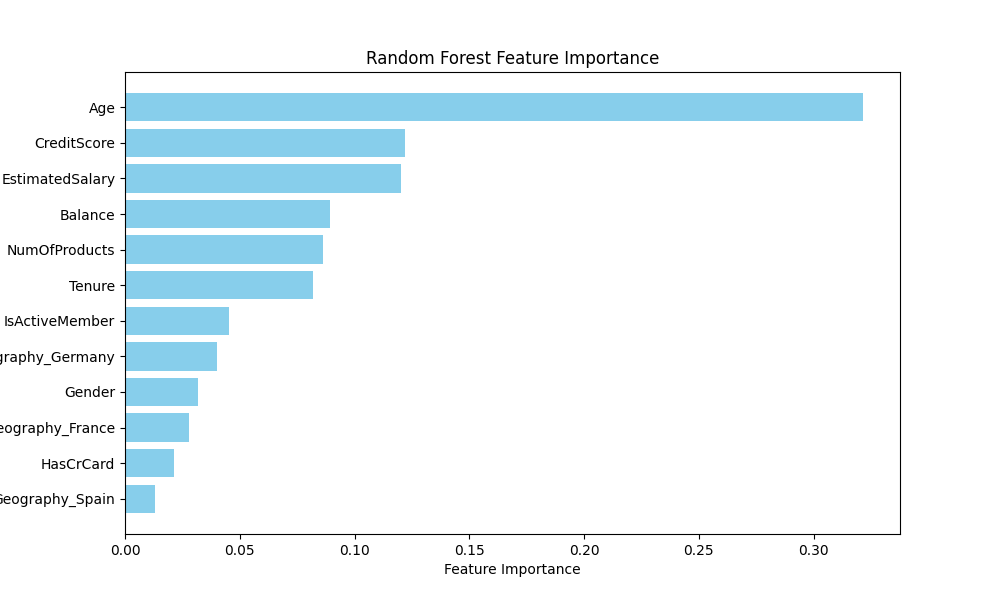 Random Forest Feature Importance
Age
CreditScore
EstimatedSalary
Balance
NumOfProducts
Tenure
IsActiveMember
graphy_Germany
Gender
eography_France
HasCrCard
Geography_Spain
0.00 0.05 0.10 0.15 0.20 0.25 0.30
Feature Importance